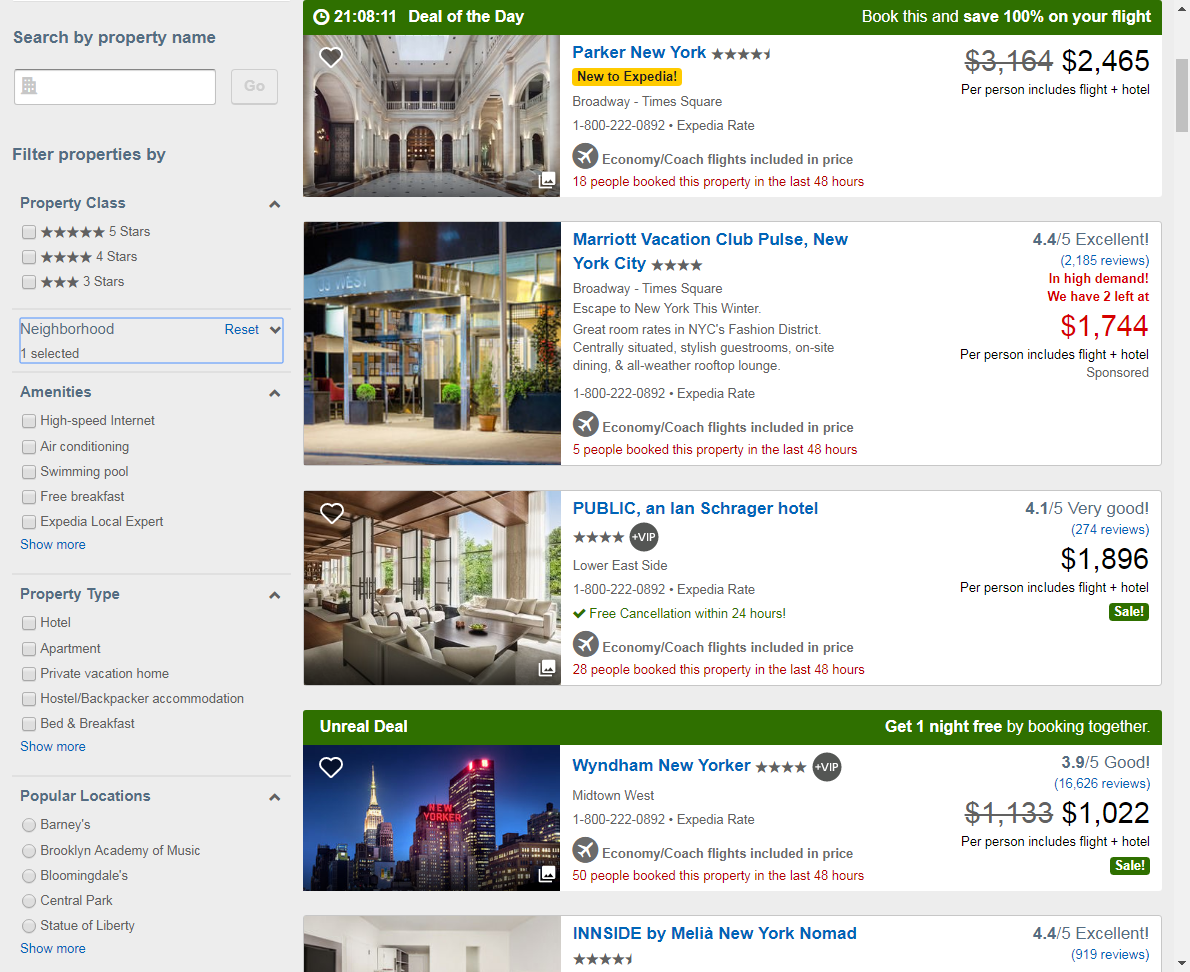 Search by property name
Go
Filter properties by
Property Class
5 Stars
4 Stars
3 Stars
Neighborhood
Reset
1 selected
Amenities
High-speed Internet
Air conditioning
Swimming pool
Free breakfast
Expedia Local Expert
Show more
Property Type
Hotel
Apartment
Private vacation home
Hostel/Backpacker accommodation
Bed & Breakfast
Show more
Popular Locations
Barney's
Brooklyn Academy of Music
Bloomingdale's
Central Park
Statue of Liberty
Show more
21:08:11 Deal of the Day
Book this and save 100% on your flight
Parker New York
New to Expedia!
Broadway - Times Square
1-800-222-0892 • Expedia Rate
Economy/Coach flights included in price
18 people booked this property in the last 48 hours
$3,164 $2,465
Per person includes flight + hotel
33 WEST
MARRIOTT VACATION CLUB
Marriott Vacation Club Pulse, New
York City
Broadway - Times Square
Escape to New York This Winter.
Great room rates in NYC's Fashion District.
Centrally situated, stylish guestrooms, on-site
dining, & all-weather rooftop lounge.
1-800-222-0892 • Expedia Rate
Economy/Coach flights included in price
5 people booked this property in the last 48 hours
4.4/5 Excellent!
(2,185 reviews)
In high demand!
We have 2 left at
$1,744
Per person includes flight + hotel
Sponsored
PUBLIC, an Ian Schrager hotel
+VIP
Lower East Side
1-800-222-0892 • Expedia Rate
Free Cancellation within 24 hours!
Economy/Coach flights included in price
28 people booked this property in the last 48 hours
4.1/5 Very good!
(274 reviews)
$1,896
Per person includes flight + hotel
Sale!
Unreal Deal
Get 1 night free by booking together.
NEW
YORKER
Wyndham New Yorker
+VIP
Midtown West
1-800-222-0892 • Expedia Rate
Economy/Coach flights included in price
50 people booked this property in the last 48 hours
3.9/5 Good!
(16,626 reviews)
$1,133 $1,022
Per person includes flight + hotel
Sale!
INNSIDE by Melià New York Nomad
4.4/5 Excellent!
(919 reviews)